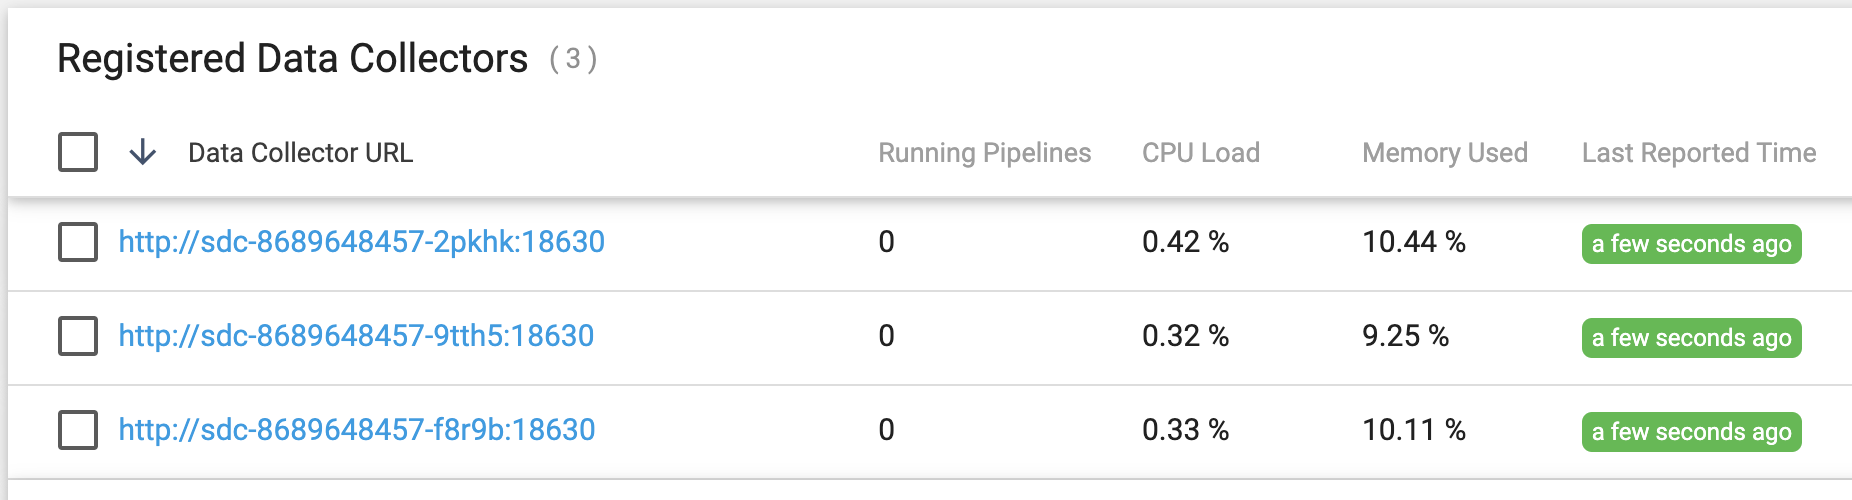 Registered Data Collectors ( 3 )
Data Collector URL Running Pipelines CPU Load Memory Used Last Reported Time
http://sdc-8689648457-2pkhk:18630 0 0.42 % 10.44 % a few seconds ago
http://sdc-8689648457-9tth5:18630 0 0.32 % 9.25 % a few seconds ago
http://sdc-8689648457-f8r9b:18630 0 0.33 % 10.11 % a few seconds ago